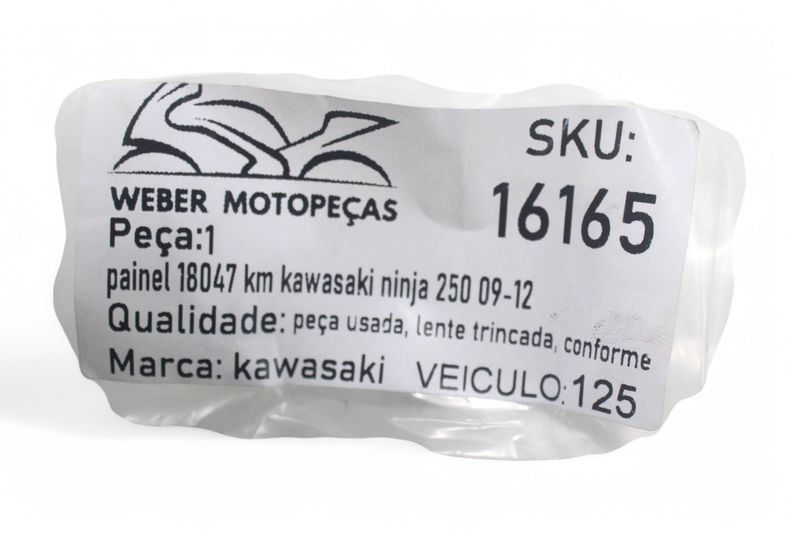 WEBER MOTOPEÇAS
SKU:
16165
Peça:1
painel 18047 km kawasaki ninja 250 09-12
Qualidade: peça usada, lente trincada, conforme
Marca: kawasaki VEICULO:125